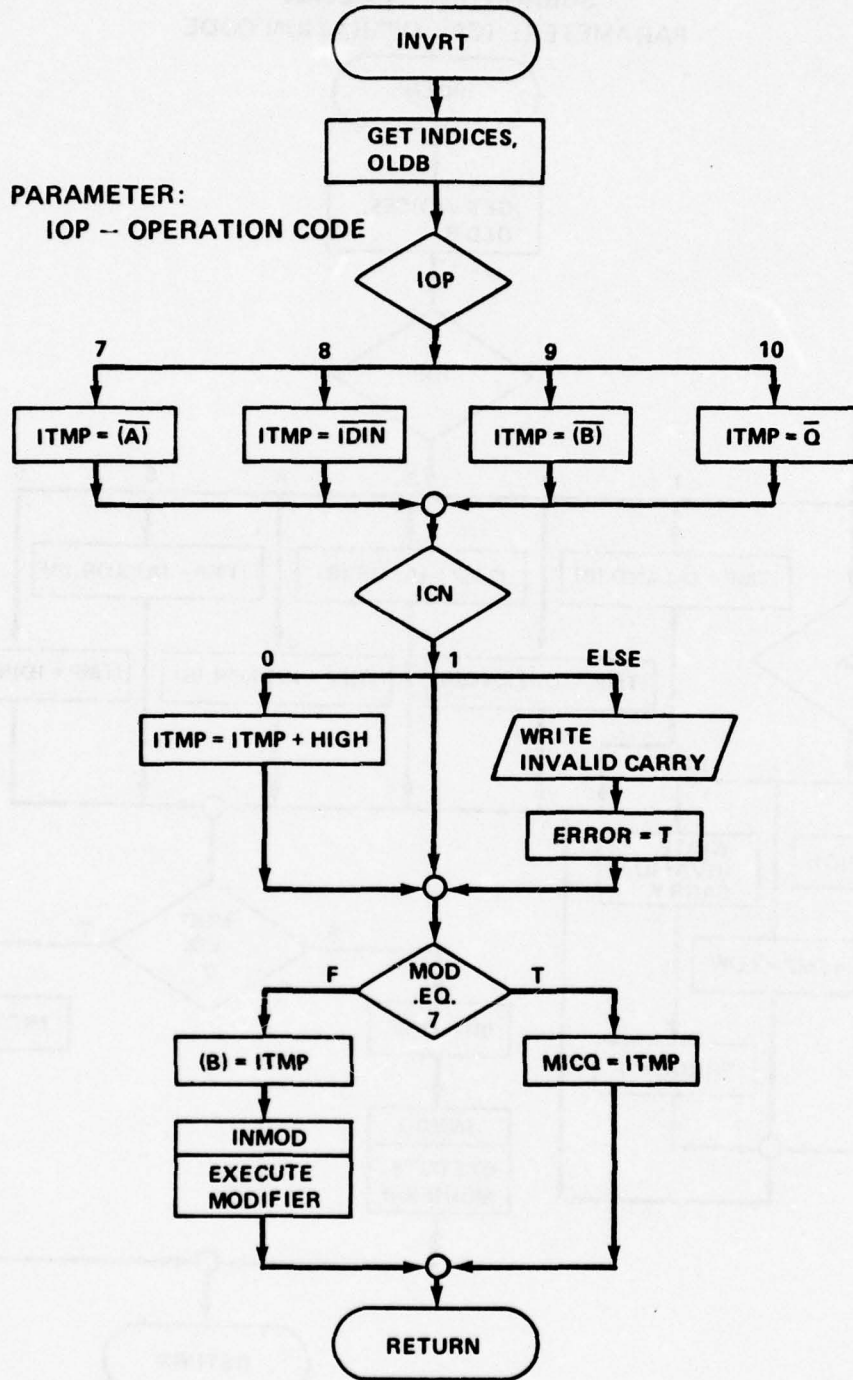 INVRT
GET INDICES,
OLDB
PARAMETER:
IOP – OPERATION CODE
IOP
7 8 9 10
ITMP = (A)̅ ITMP = I̅D̅I̅N̅ ITMP = (B)̅ ITMP = Q̅
ICN
0 1 ELSE
ITMP = ITMP + HIGH
WRITE
INVALID CARRY
ERROR = T
F MOD T
.EQ.
7
(B) = ITMP MICQ = ITMP
INMOD
EXECUTE
MODIFIER
RETURN